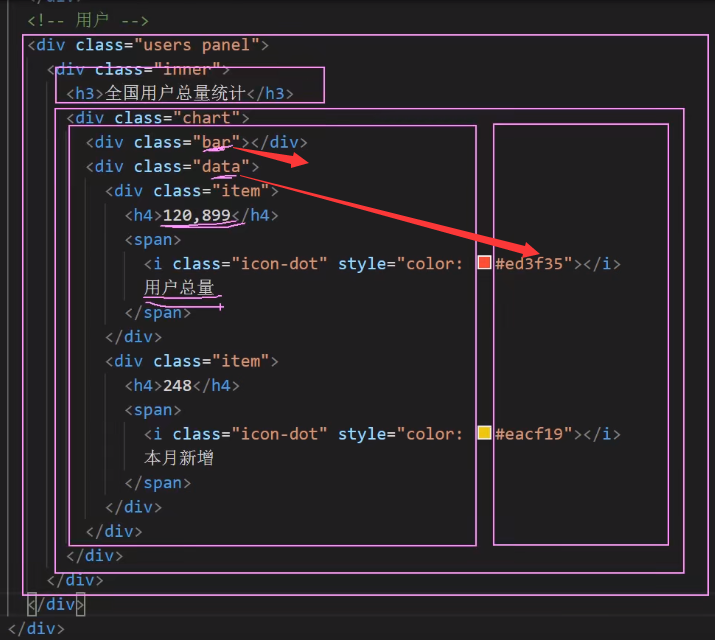 </div>
<!-- 用户 -->
<div class="users panel">
<div class="inner">
<h3>全国用户总量统计</h3>
<div class="chart">
<div class="bar"></div>
<div class="data">
<div class="item">
<h4>120,899</h4>
<span>
<i class="icon-dot" style="color: #ed3f35"></i>
用户总量
</span>
</div>
<div class="item">
<h4>248</h4>
<span>
<i class="icon-dot" style="color: #eacf19"></i>
本月新增
</span>
</div>
</div>
</div>
</div>
</div>
</div>